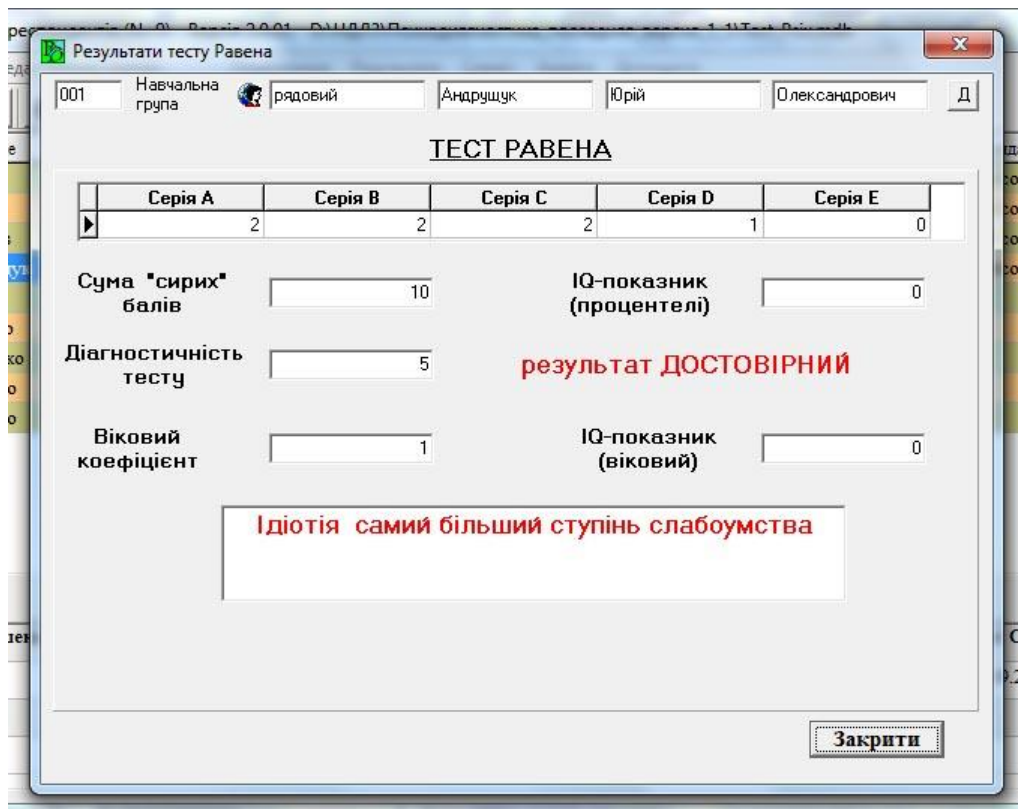 Результати тесту Равена
001 Навчальна група рядовий Андрущук Юрій Олександрович Д
ТЕСТ РАВЕНА
Серія A Серія B Серія C Серія D Серія E
2 2 2 1 0
Сума "сирих" балів 10 IQ-показник (процентелі) 0
Діагностичність тесту 5 результат ДОСТОВІРНИЙ
Віковий коефіцієнт 1 IQ-показник (віковий) 0
Ідіотія самий більший ступінь слабоумства
Закрити